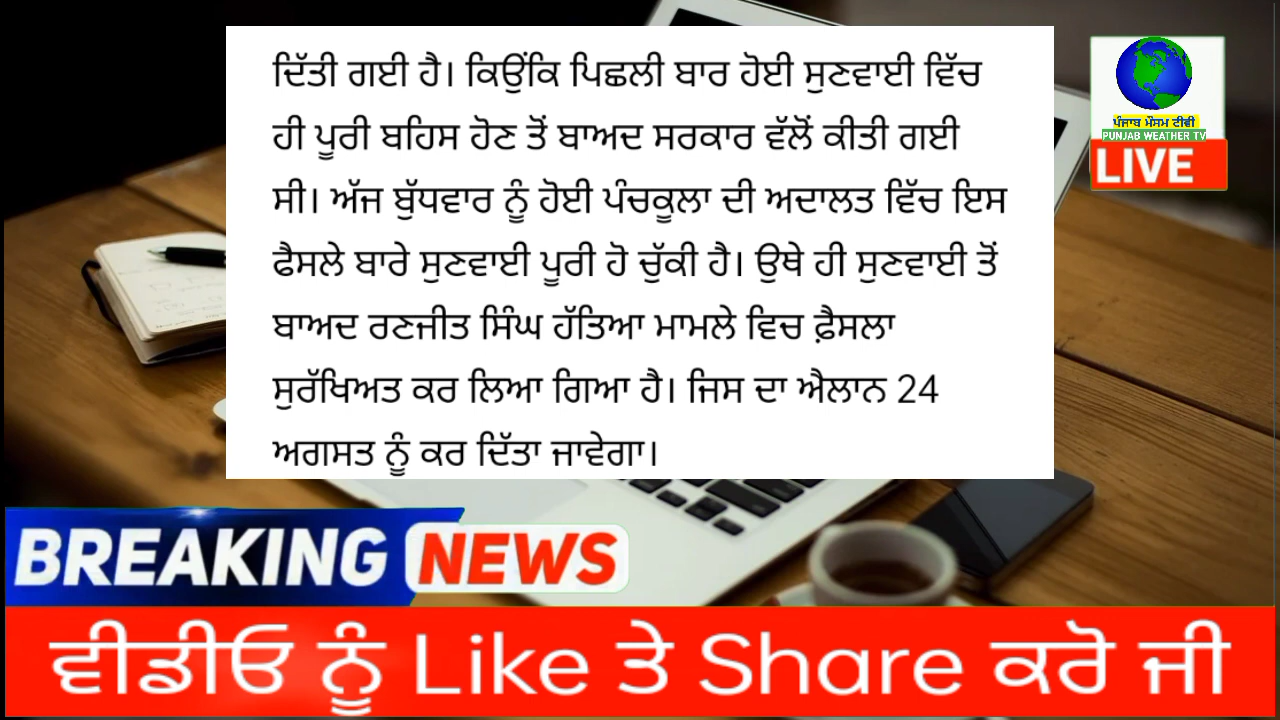 ਦਿੱਤੀ ਗਈ ਹੈ। ਕਿਉਂਕਿ ਪਿਛਲੀ ਬਾਰ ਹੋਈ ਸੁਣਵਾਈ ਵਿੱਚ
ਹੀ ਪੂਰੀ ਬਹਿਸ ਹੋਣ ਤੋਂ ਬਾਅਦ ਸਰਕਾਰ ਵੱਲੋਂ ਕੀਤੀ ਗਈ
ਸੀ। ਅੱਜ ਬੁੱਧਵਾਰ ਨੂੰ ਹੋਈ ਪੰਚਕੂਲਾ ਦੀ ਅਦਾਲਤ ਵਿੱਚ ਇਸ
ਫੈਸਲੇ ਬਾਰੇ ਸੁਣਵਾਈ ਪੂਰੀ ਹੋ ਚੁੱਕੀ ਹੈ। ਉਥੇ ਹੀ ਸੁਣਵਾਈ ਤੋਂ
ਬਾਅਦ ਰਣਜੀਤ ਸਿੰਘ ਹੱਤਿਆ ਮਾਮਲੇ ਵਿਚ ਫ਼ੈਸਲਾ
ਸੁਰੱਖਿਅਤ ਕਰ ਲਿਆ ਗਿਆ ਹੈ। ਜਿਸ ਦਾ ਐਲਾਨ 24
ਅਗਸਤ ਨੂੰ ਕਰ ਦਿੱਤਾ ਜਾਵੇਗਾ।
ਪੰਜਾਬ ਮੌਸਮ ਟੀਵੀ
PUNJAB WEATHER TV
LIVE
BREAKING NEWS
ਵੀਡੀਓ ਨੂੰ Like ਤੇ Share ਕਰੋ ਜੀ